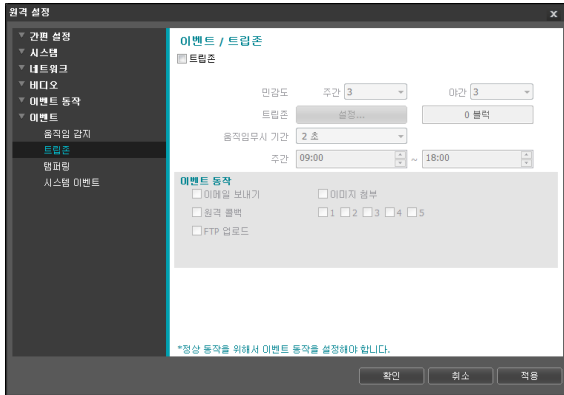 원격 설정 x
간편 설정
시스템
네트워크
비디오
이벤트 동작
이벤트
움직임 감지
트립존
탬퍼링
시스템 이벤트
이벤트 / 트립존
트립존
민감도 주간 3 야간 3
트립존 설정... 0 블럭
움직임무시 기간 2 초
주간 09:00 ~ 18:00
이벤트 동작
이메일 보내기 이미지 첨부
원격 콜백 1 2 3 4 5
FTP 업로드
*정상 동작을 위해서 이벤트 동작을 설정해야 합니다.
확인 취소 적용